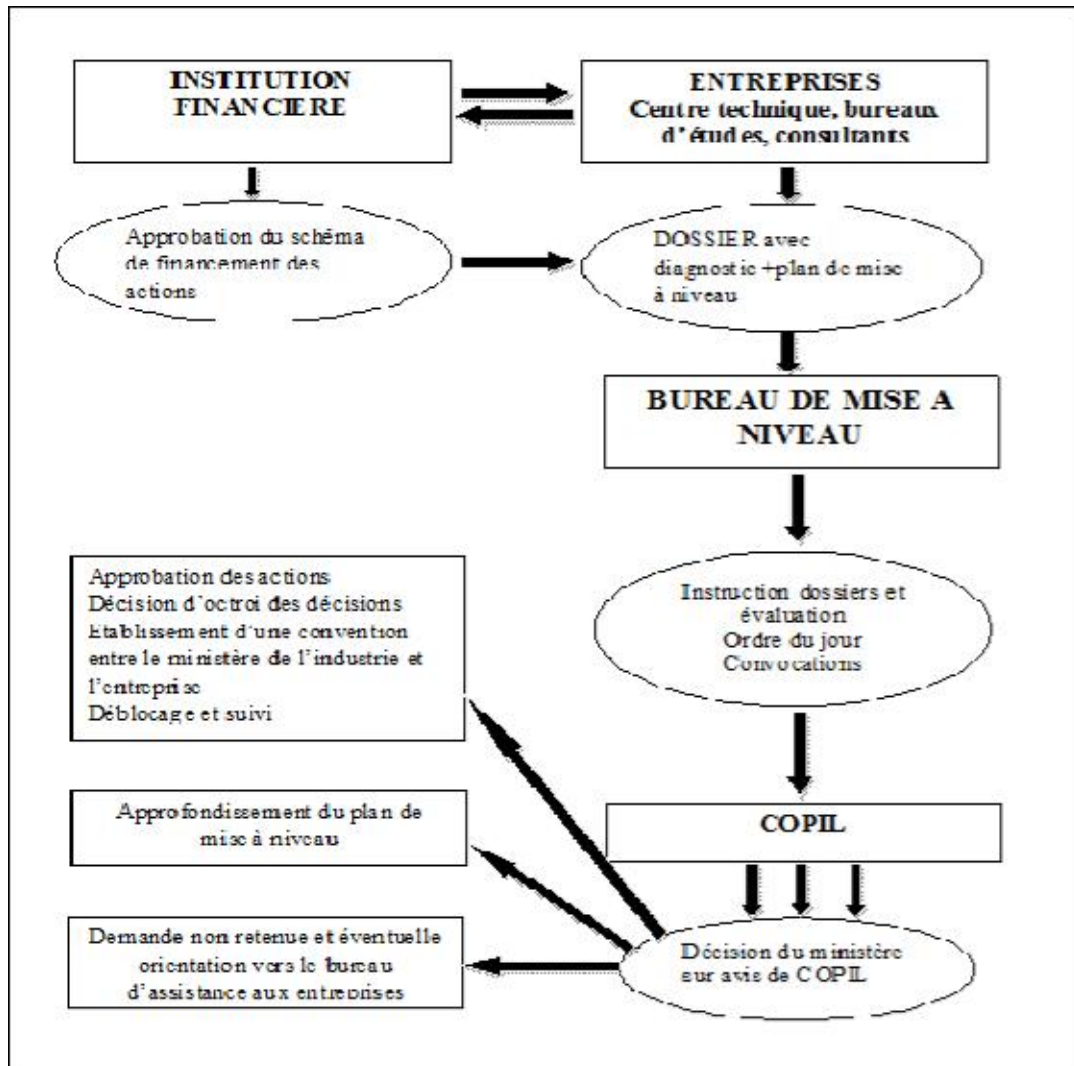 INSTITUTION
FINANCIERE
ENTREPRISES
Centre technique, bureaux
d'études, consultants
Approbation du schéma
de financement des
actions
DOSSIER avec
diagnostic +plan de mise
à niveau
BUREAU DE MISE A
NIVEAU
Instruction dossiers et
évaluation
Ordre du jour
Convocations
Approbation des actions
Décision d'octroi des décisions
Etablissement d'une convention
entre le ministère de l'industrie et
l'entreprise
Déblocage et suivi
Approfondissement du plan de
mise à niveau
COPIL
Demande non retenue et éventuelle
orientation vers le bureau
d'assistance aux entreprises
Décision du ministère
sur avis de COPIL